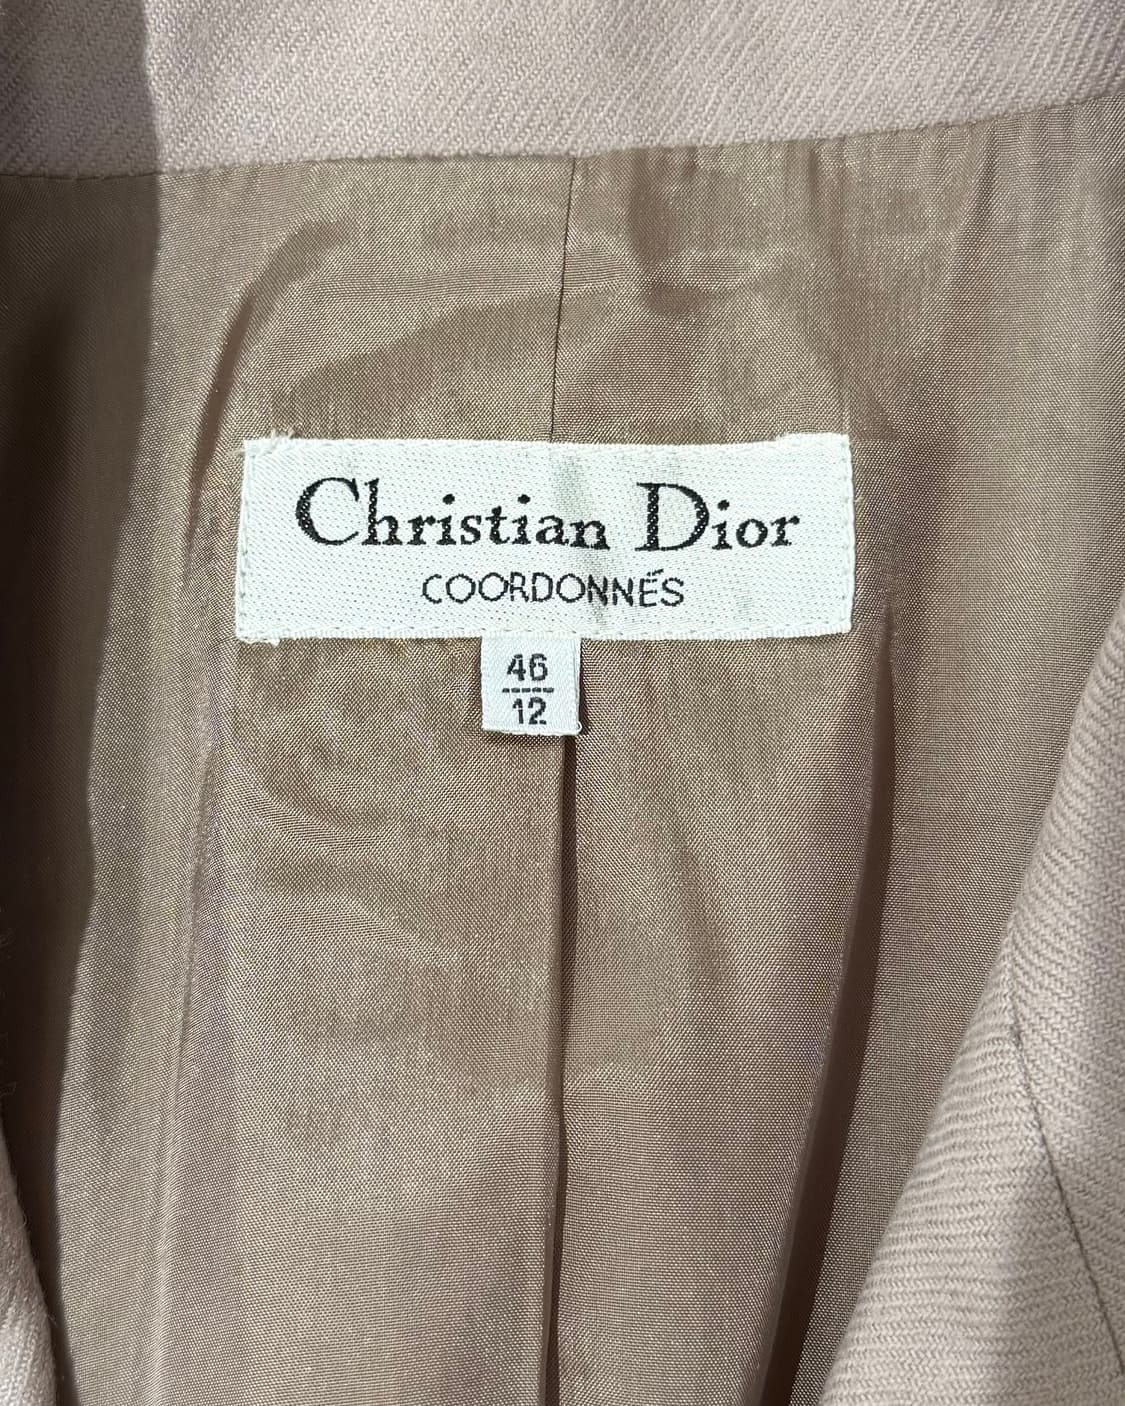 Christian Dior
COORDONNÉS
46
12